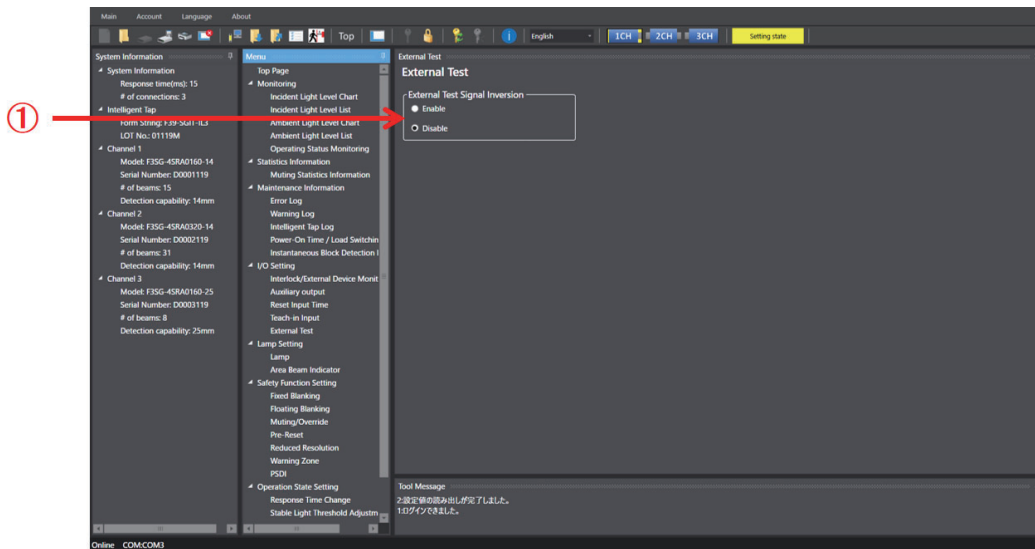 Main Account Language About
Top English 1CH 2CH 3CH Setting state
System Information
System Information
Response time(ms): 15
# of connections: 3
Intelligent Tap
Form String: F39-SGIT-IL3
LOT No.: 01119M
Channel 1
Model: F3SG-4SRA0160-14
Serial Number: D0001119
# of beams: 15
Detection capability: 14mm
Channel 2
Model: F3SG-4SRA0320-14
Serial Number: D0002119
# of beams: 31
Detection capability: 14mm
Channel 3
Model: F3SG-4SRA0160-25
Serial Number: D0003119
# of beams: 8
Detection capability: 25mm
Menu
Top Page
Monitoring
Incident Light Level Chart
Incident Light Level List
Ambient Light Level Chart
Ambient Light Level List
Operating Status Monitoring
Statistics Information
Muting Statistics Information
Maintenance Information
Error Log
Warning Log
Intelligent Tap Log
Power-On Time / Load Switchin
Instantaneous Block Detection I
I/O Setting
Interlock/External Device Monit
Auxiliary output
Reset Input Time
Teach-in Input
External Test
Lamp Setting
Lamp
Area Beam Indicator
Safety Function Setting
Fixed Blanking
Floating Blanking
Muting/Override
Pre-Reset
Reduced Resolution
Warning Zone
PSDI
Operation State Setting
Response Time Change
Stable Light Threshold Adjustm
External Test
External Test
External Test Signal Inversion
Enable
Disable
①
Tool Message
2:設定値の読み出しが完了しました。
1:ログインできました。
Online COM:COM3